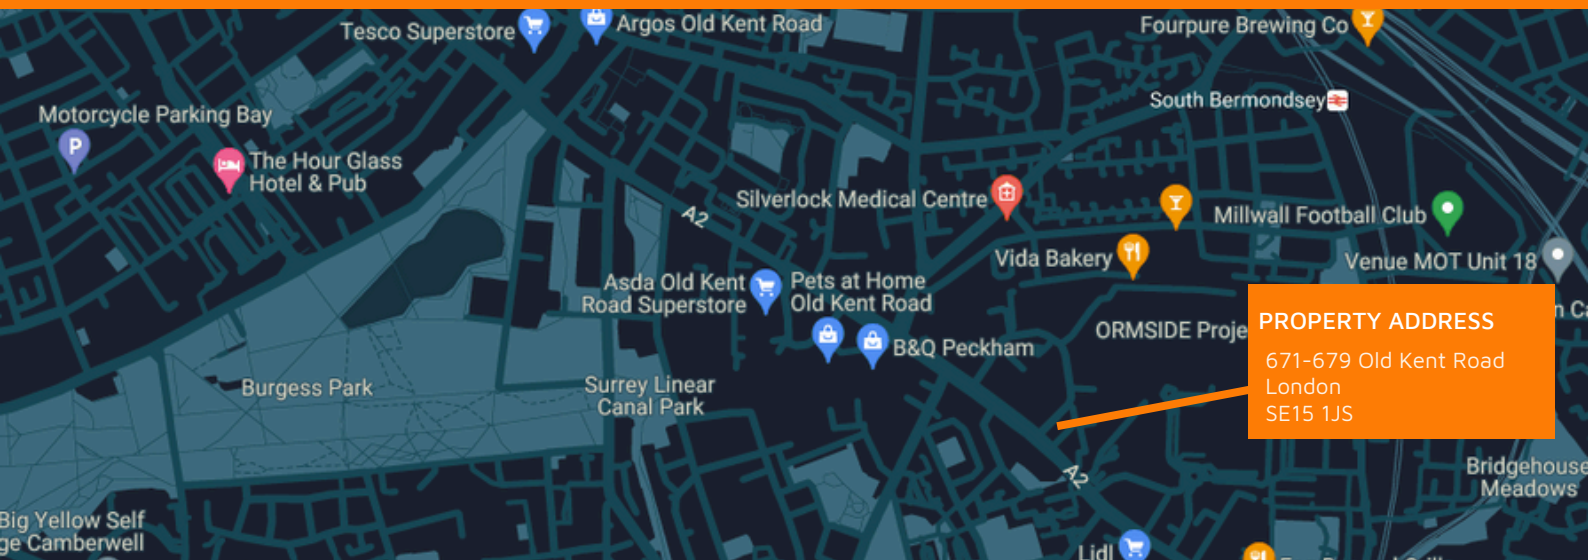 Tesco Superstore
Argos Old Kent Road
Fourpure Brewing Co
South Bermondsey
Motorcycle Parking Bay
P
The Hour Glass
Hotel & Pub
Silverlock Medical Centre
A2
Millwall Football Club
Vida Bakery
Venue MOT Unit 18
Asda Old Kent
Road Superstore
Pets at Home
Old Kent Road
B&Q Peckham
ORMSIDE Proje
PROPERTY ADDRESS
671-679 Old Kent Road
London
SE15 1JS
Burgess Park
Surrey Linear
Canal Park
A2
Bridgehouse
Meadows
Big Yellow Self
ge Camberwell
Lidl